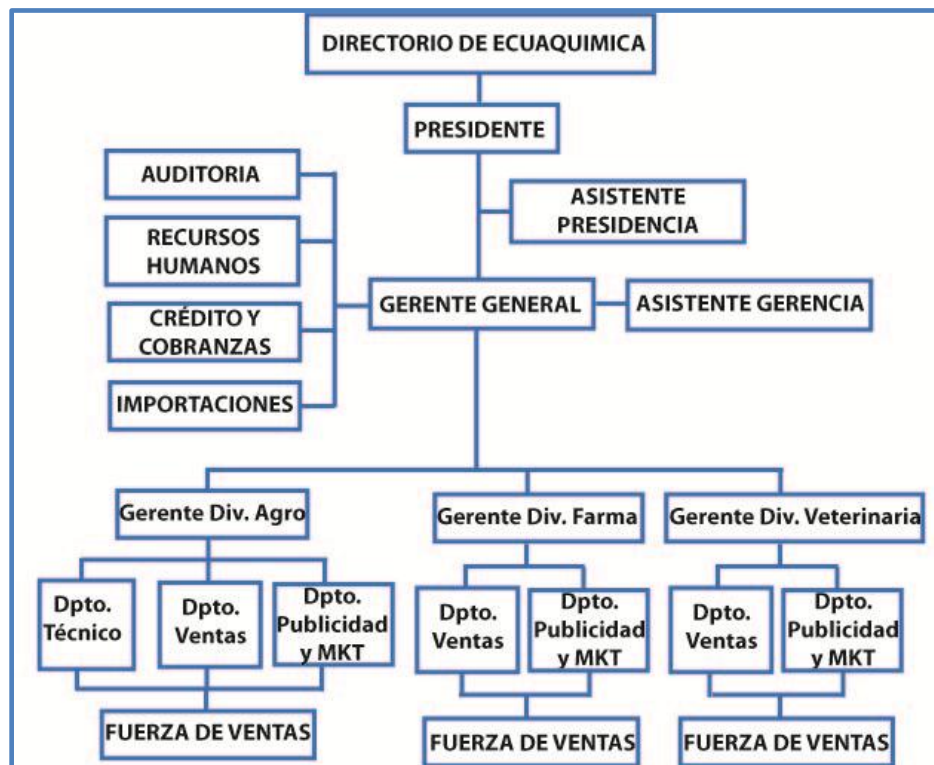 DIRECTORIO DE ECUAQUIMICA
PRESIDENTE
AUDITORIA
ASISTENTE
PRESIDENCIA
RECURSOS
HUMANOS
GERENTE GENERAL
ASISTENTE GERENCIA
CRÉDITO Y
COBRANZAS
IMPORTACIONES
Gerente Div. Agro
Gerente Div. Farma
Gerente Div. Veterinaria
Dpto.
Técnico
Dpto.
Ventas
Dpto.
Publicidad
y MKT
Dpto.
Ventas
Dpto.
Publicidad
y MKT
Dpto.
Ventas
Dpto.
Publicidad
y MKT
FUERZA DE VENTAS
FUERZA DE VENTAS
FUERZA DE VENTAS